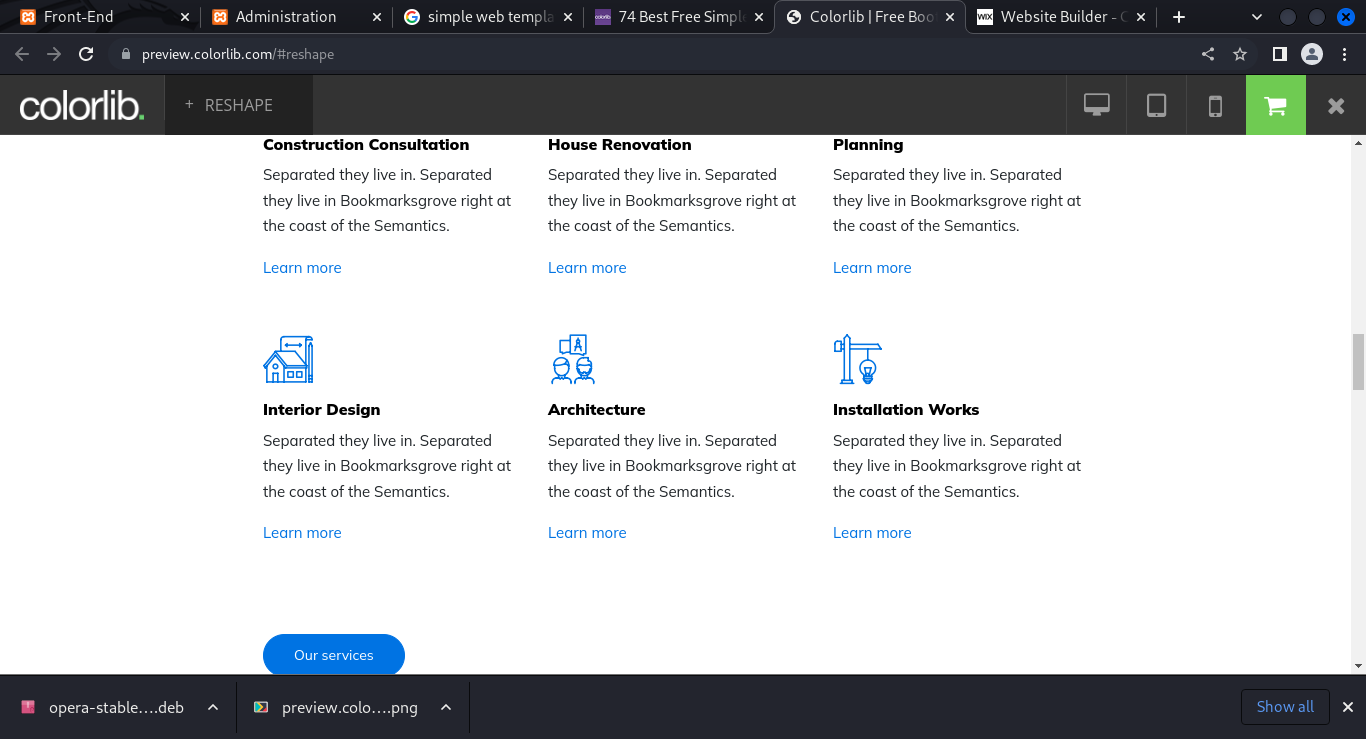 Front-End
Administration
simple web templa
74 Best Free Simple
Colorlib | Free Boo
WIX
Website Builder - C
preview.colorlib.com/#reshape
colorlib.
+ RESHAPE
Construction Consultation
Separated they live in. Separated
they live in Bookmarksgrove right at
the coast of the Semantics.
Learn more
House Renovation
Separated they live in. Separated
they live in Bookmarksgrove right at
the coast of the Semantics.
Learn more
Planning
Separated they live in. Separated
they live in Bookmarksgrove right at
the coast of the Semantics.
Learn more
Interior Design
Separated they live in. Separated
they live in Bookmarksgrove right at
the coast of the Semantics.
Learn more
Architecture
Separated they live in. Separated
they live in Bookmarksgrove right at
the coast of the Semantics.
Learn more
Installation Works
Separated they live in. Separated
they live in Bookmarksgrove right at
the coast of the Semantics.
Learn more
Our services
opera-stable....deb
preview.colo....png
Show all